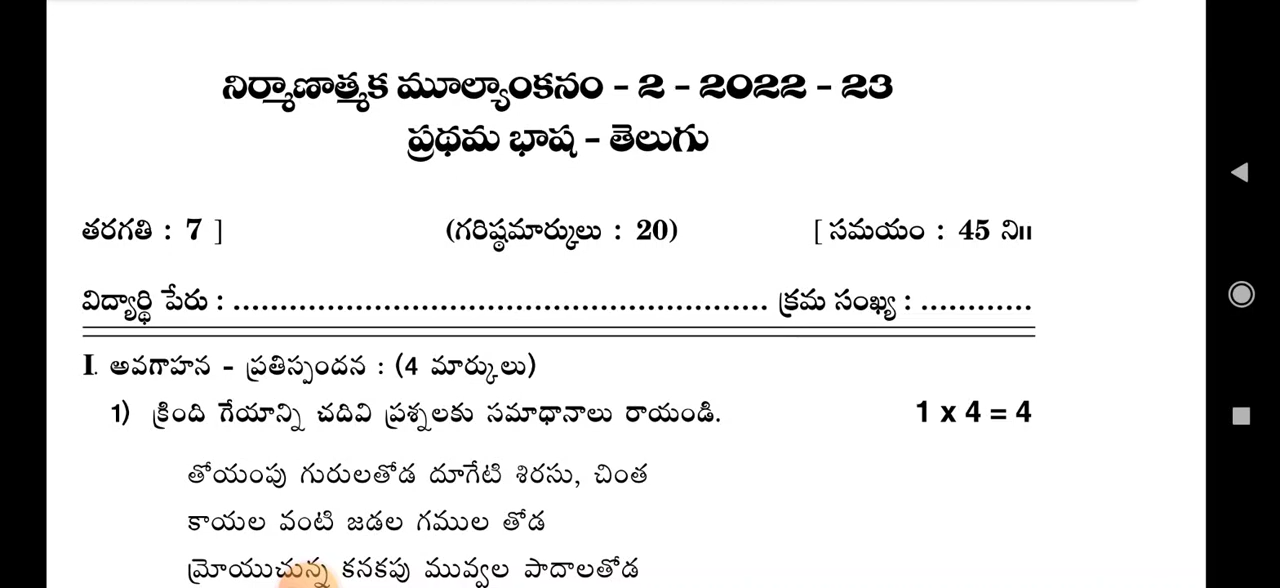 నిర్మాణాత్మక మూల్యాంకనం - 2 - 2022 - 23
ప్రథమ భాష - తెలుగు
తరగతి : 7 ] (గరిష్ఠమార్కులు : 20) [ సమయం : 45 ని॥
విద్యార్థి పేరు : ......................................................... క్రమ సంఖ్య : ............
I. అవగాహన - ప్రతిస్పందన : (4 మార్కులు)
1) క్రింది గేయాన్ని చదివి ప్రశ్నలకు సమాధానాలు రాయండి. 1 x 4 = 4
తోయంపు గురులతోడ దూగేటి శిరసు, చింత
కాయల వంటి జడల గముల తోడ
మ్రోయుచున్న కనకపు మువ్వల పాదాలతోడ